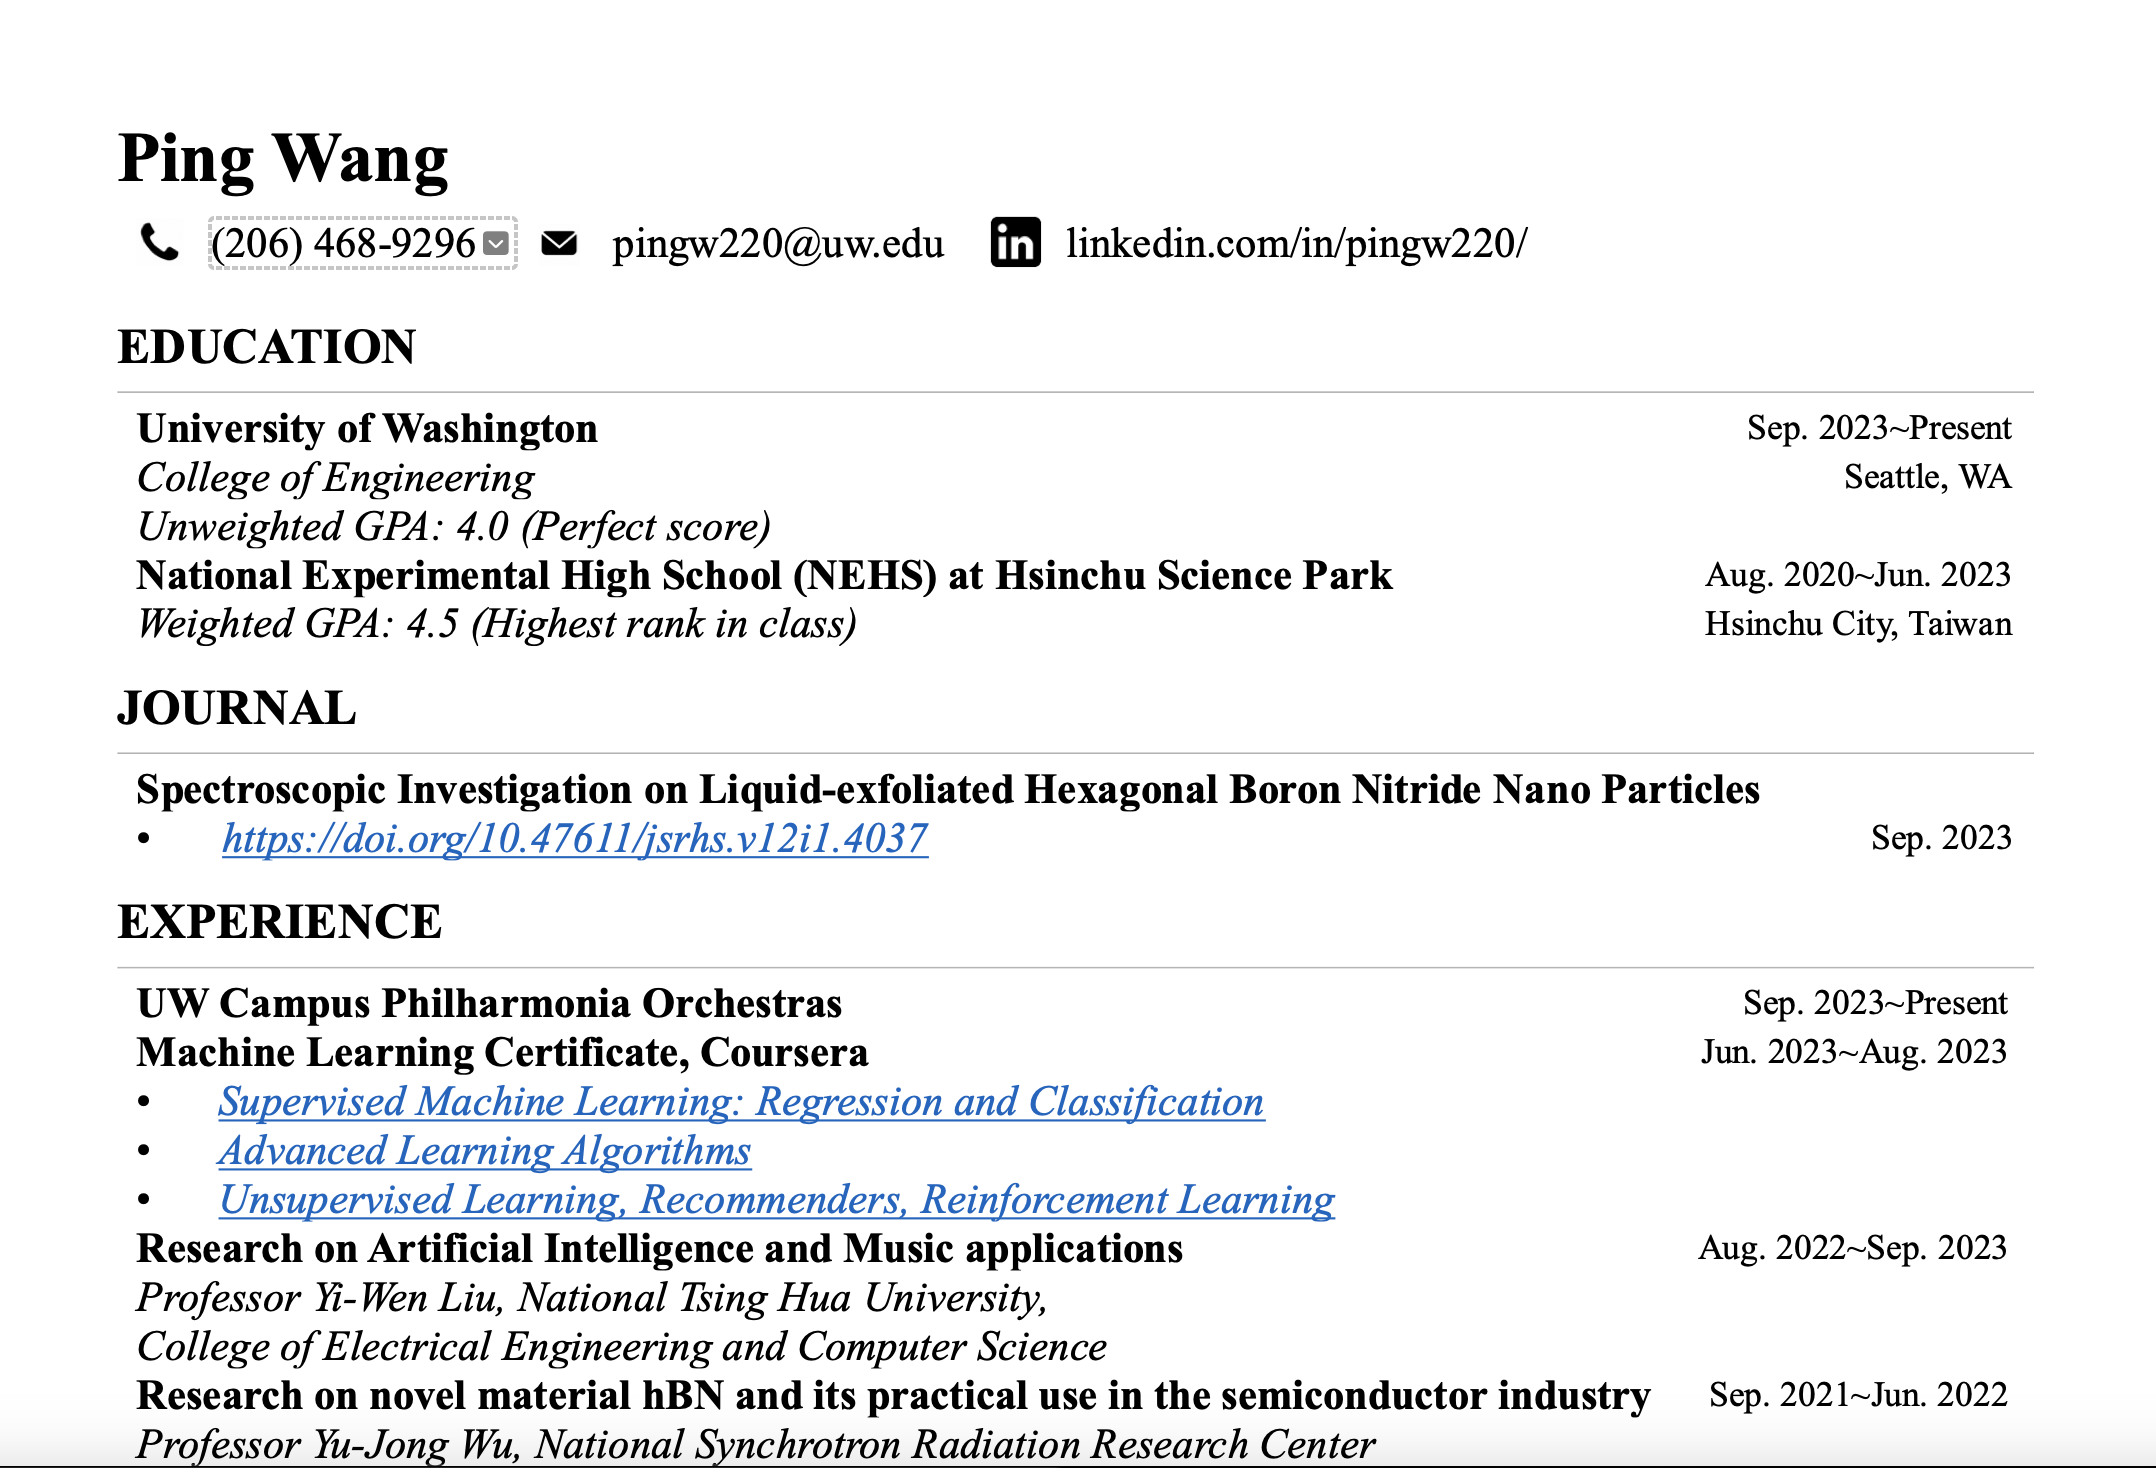 Ping Wang
(206) 468-9296 pingw220@uw.edu in linkedin.com/in/pingw220/
EDUCATION
University of Washington Sep. 2023~Present
College of Engineering Seattle, WA
Unweighted GPA: 4.0 (Perfect score)
National Experimental High School (NEHS) at Hsinchu Science Park Aug. 2020~Jun. 2023
Weighted GPA: 4.5 (Highest rank in class) Hsinchu City, Taiwan
JOURNAL
Spectroscopic Investigation on Liquid-exfoliated Hexagonal Boron Nitride Nano Particles
• https://doi.org/10.47611/jsrhs.v12i1.4037 Sep. 2023
EXPERIENCE
UW Campus Philharmonia Orchestras Sep. 2023~Present
Machine Learning Certificate, Coursera Jun. 2023~Aug. 2023
• Supervised Machine Learning: Regression and Classification
• Advanced Learning Algorithms
• Unsupervised Learning, Recommenders, Reinforcement Learning
Research on Artificial Intelligence and Music applications Aug. 2022~Sep. 2023
Professor Yi-Wen Liu, National Tsing Hua University,
College of Electrical Engineering and Computer Science
Research on novel material hBN and its practical use in the semiconductor industry Sep. 2021~Jun. 2022
Professor Yu-Jong Wu, National Synchrotron Radiation Research Center